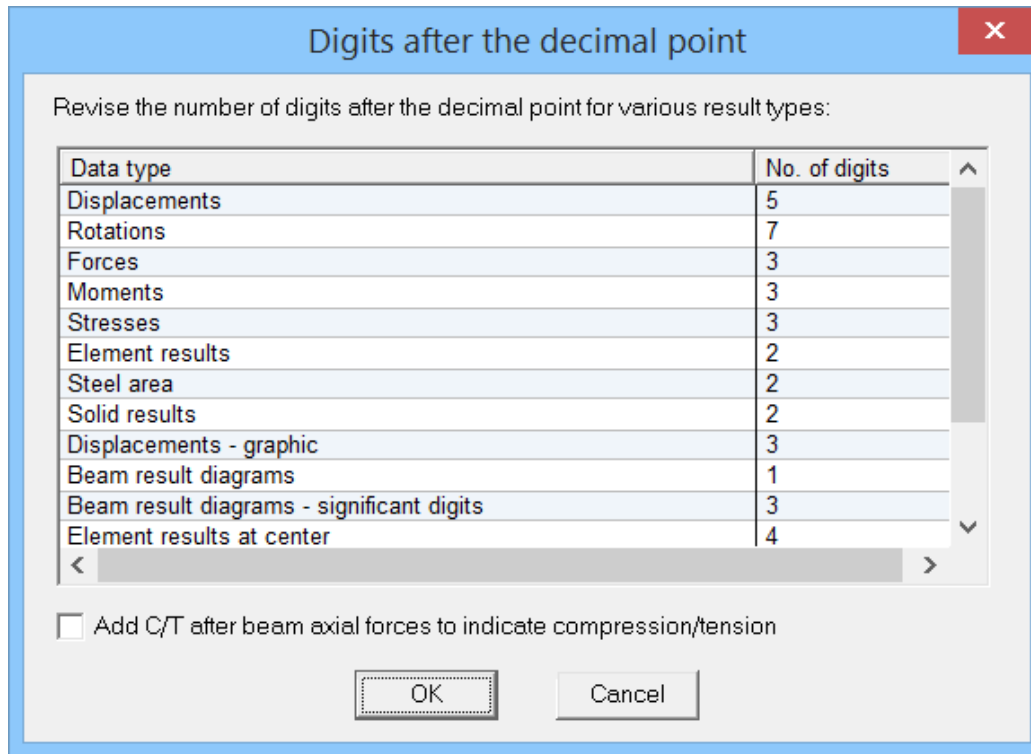 Digits after the decimal point
Revise the number of digits after the decimal point for various result types:
Data type No. of digits
Displacements 5
Rotations 7
Forces 3
Moments 3
Stresses 3
Element results 2
Steel area 2
Solid results 2
Displacements - graphic 3
Beam result diagrams 1
Beam result diagrams - significant digits 3
Element results at center 4
Add C/T after beam axial forces to indicate compression/tension
OK Cancel